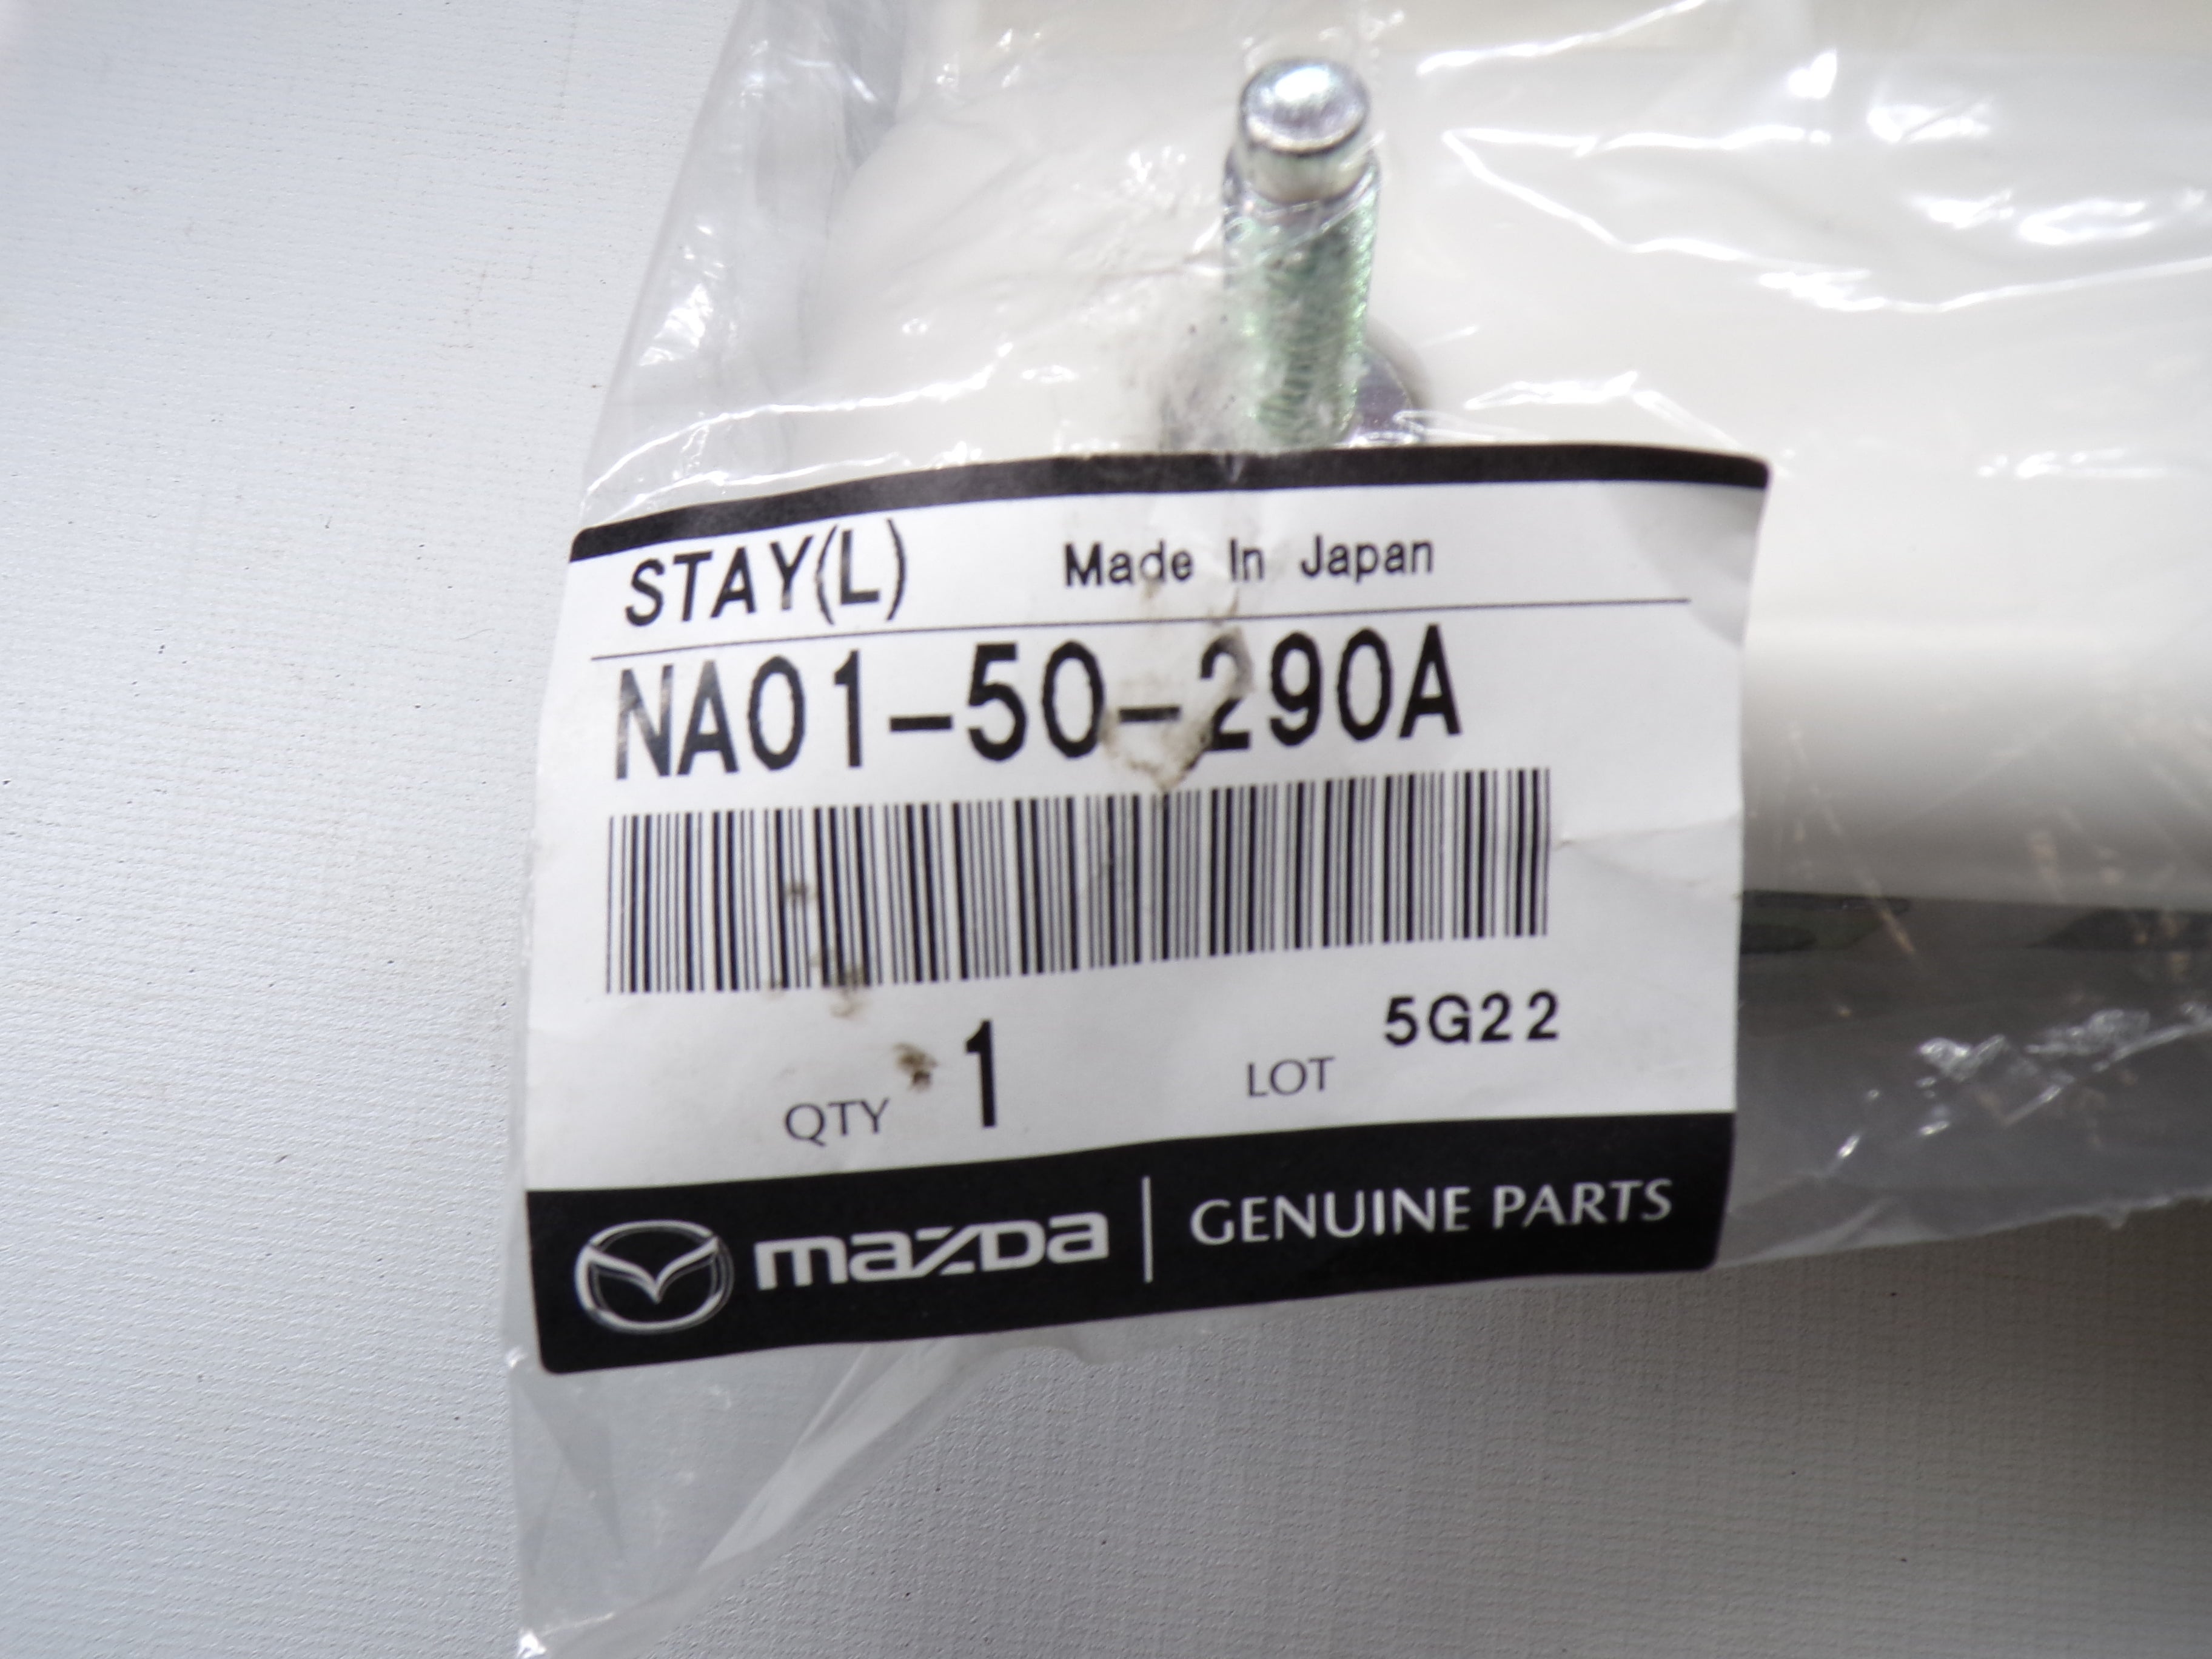 STAY(L) Made In Japan
NA01-50-290A
5G22
QTY 1 LOT
mazda GENUINE PARTS